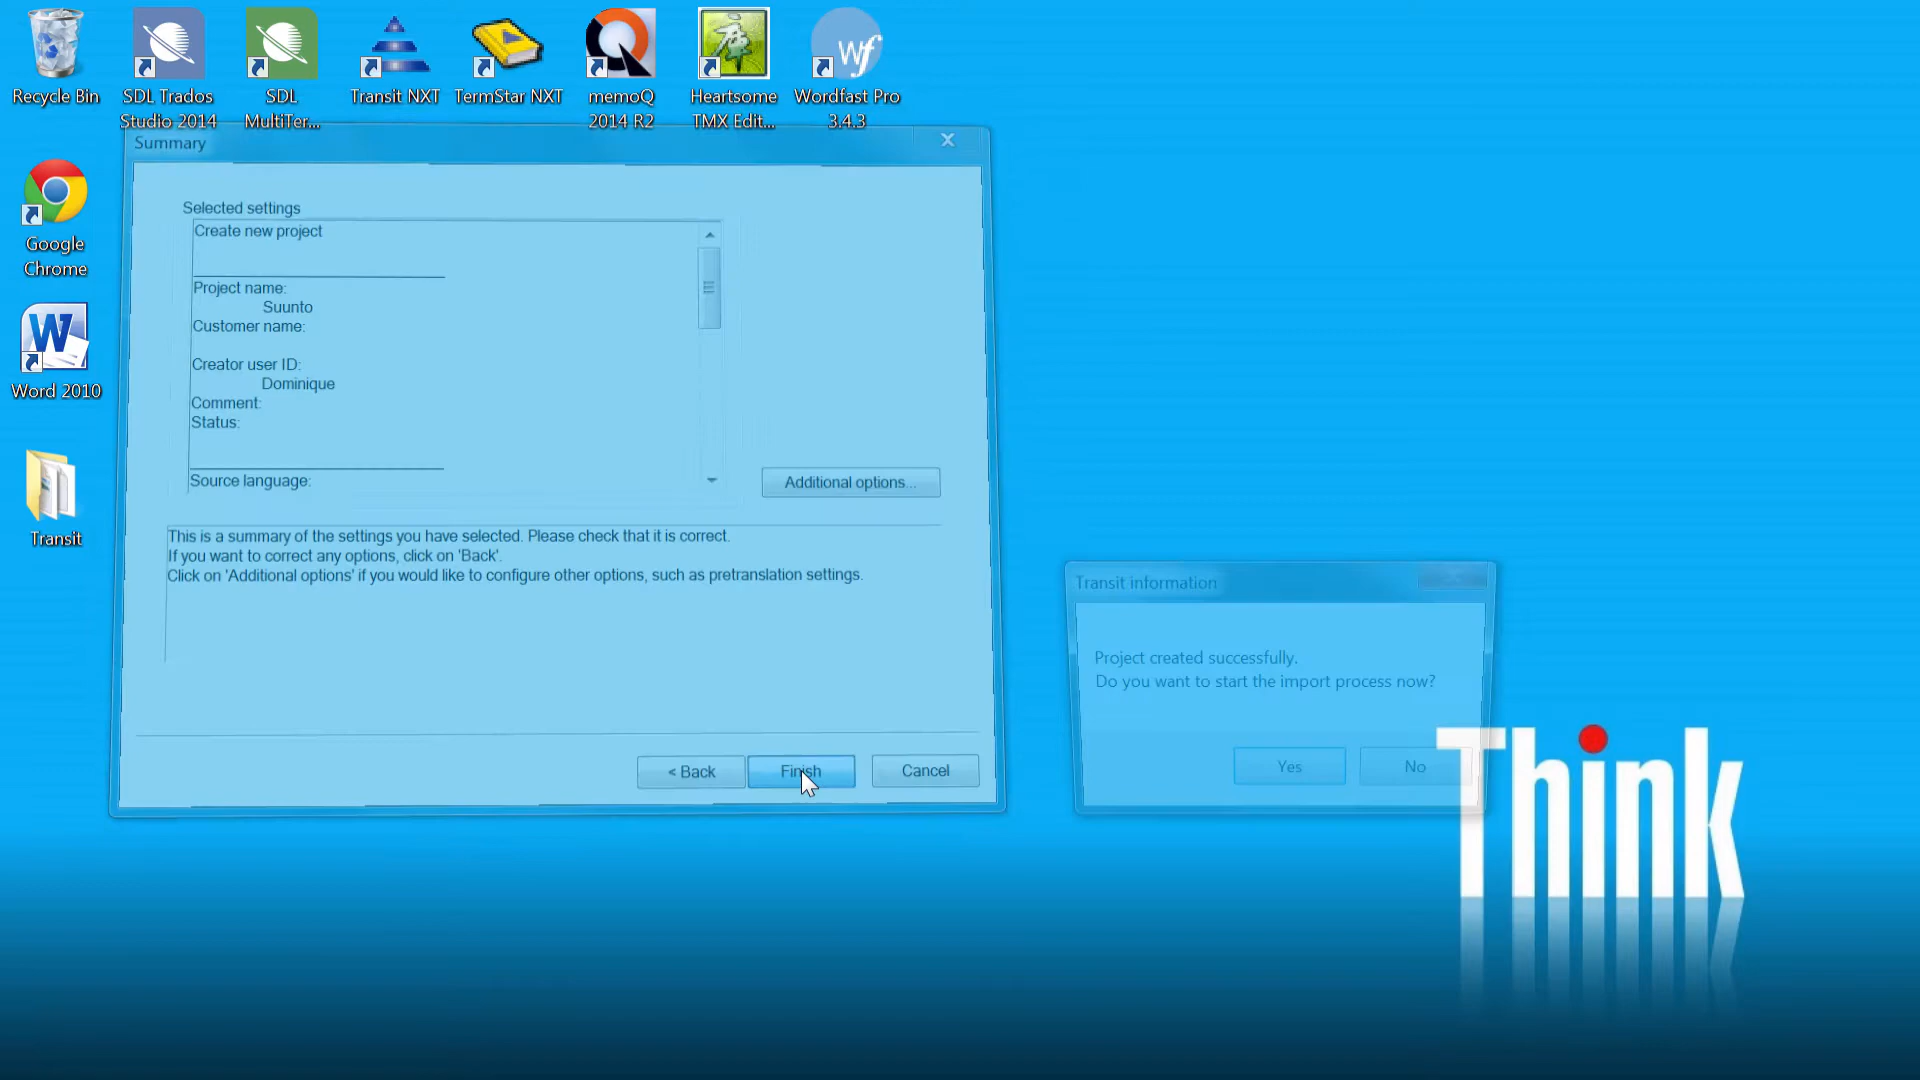 Recycle Bin
SDL Trados
Studio 2014
SDL
MultiTer...
Transit NXT
TermStar NXT
memoQ
2014 R2
Heartsome
TMX Edit...
Wordfast Pro
3.4.3
Google
Chrome
Word 2010
Transit
Summary
Selected settings
Create new project
Project name:
Suunto
Customer name:
Creator user ID:
Dominique
Comment:
Status:
Source language:
Additional options...
This is a summary of the settings you have selected. Please check that it is correct.
If you want to correct any options, click on 'Back'.
Click on 'Additional options' if you would like to configure other options, such as pretranslation settings.
< Back
Finish
Cancel
Transit information
Project created successfully.
Do you want to start the import process now?
Yes
No
Think